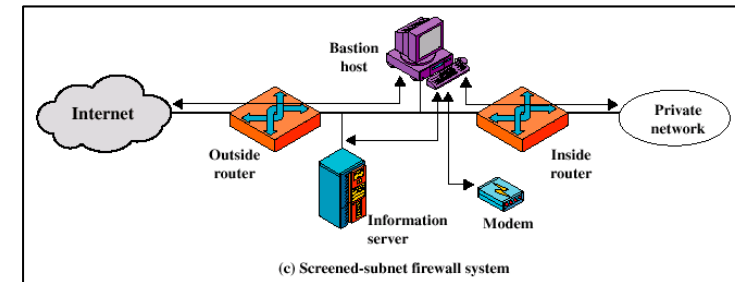 Bastion
host
Internet
Private
network
Outside
router
Inside
router
Information
server
Modem
(c) Screened-subnet firewall system